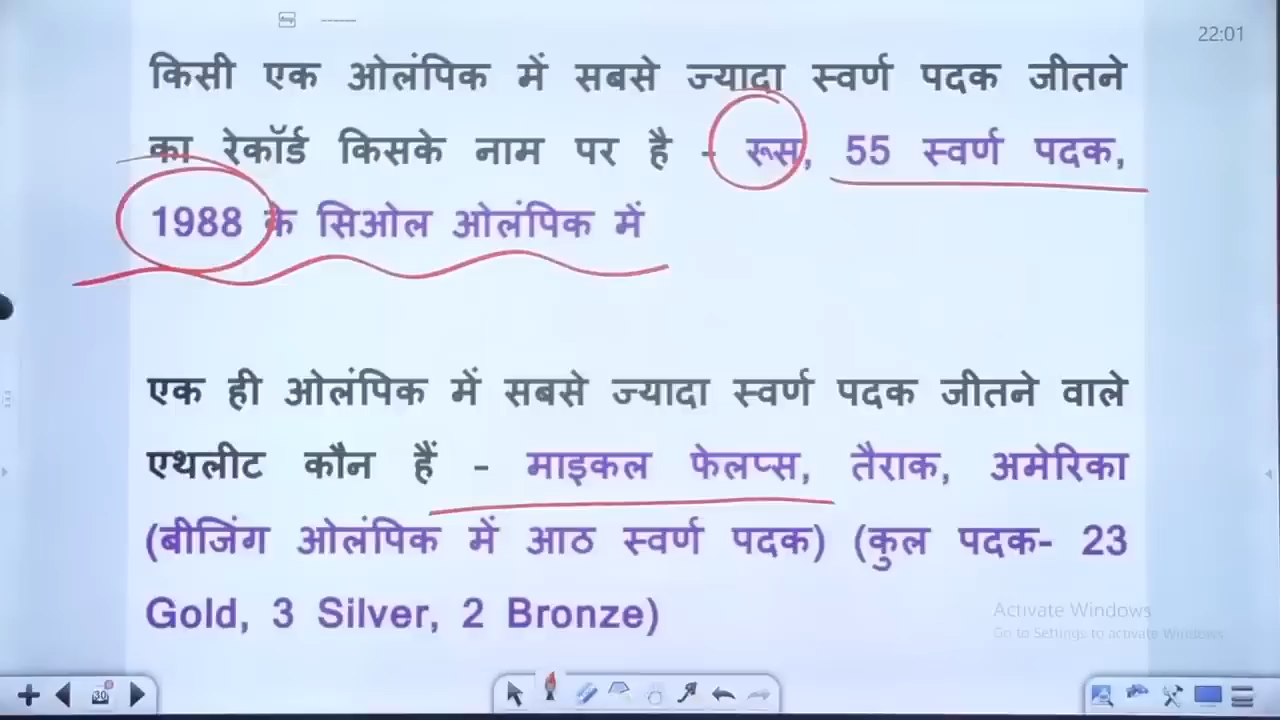 22:01
किसी एक ओलंपिक में सबसे ज्यादा स्वर्ण पदक जीतने
का रेकॉर्ड किसके नाम पर है - रूस, 55 स्वर्ण पदक,
1988 के सिओल ओलंपिक में
एक ही ओलंपिक में सबसे ज्यादा स्वर्ण पदक जीतने वाले
एथलीट कौन हैं - माइकल फेलप्स, तैराक, अमेरिका
(बीजिंग ओलंपिक में आठ स्वर्ण पदक) (कुल पदक- 23
Gold, 3 Silver, 2 Bronze)
Activate Windows
Go to Settings to activate Windows.
30